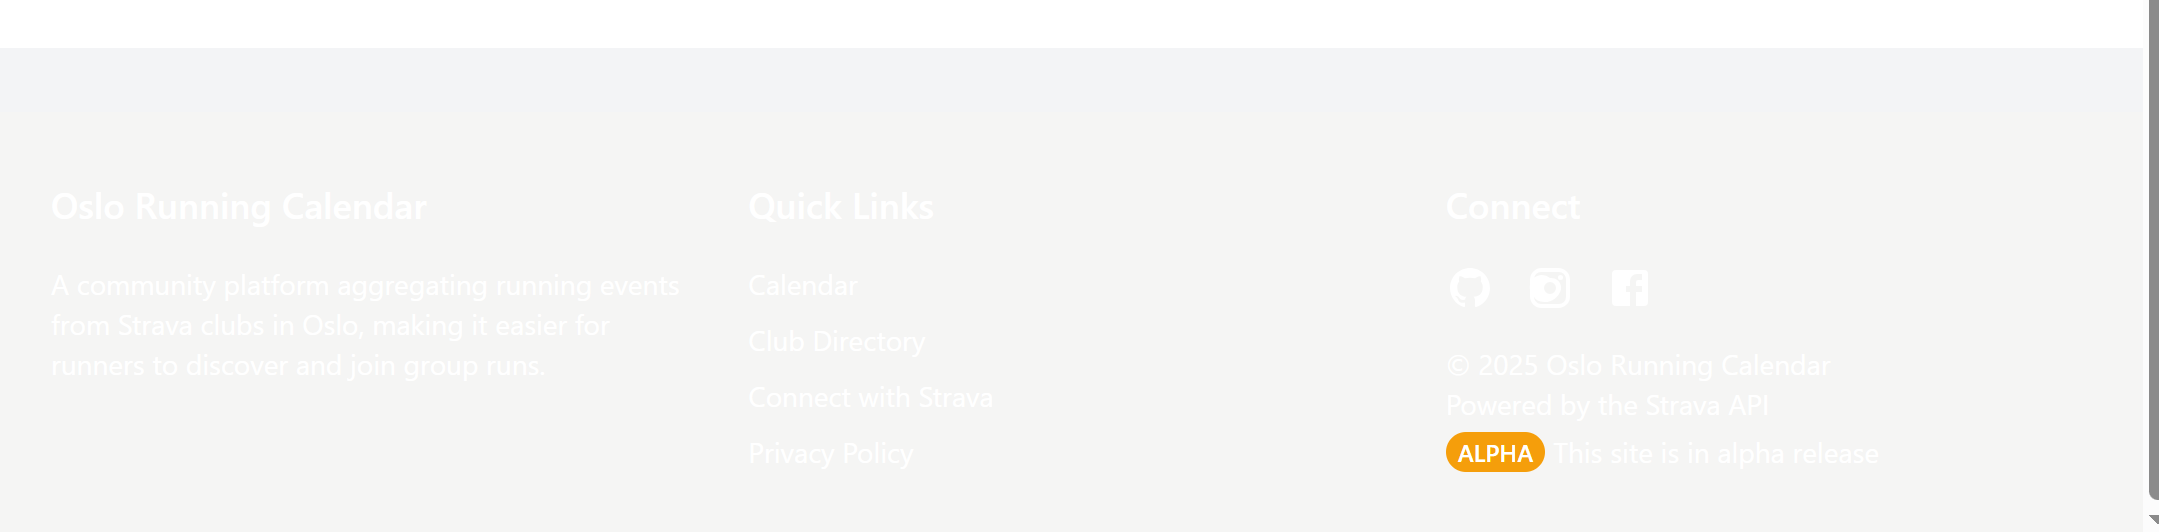 Oslo Running Calendar
A community platform aggregating running events
from Strava clubs in Oslo, making it easier for
runners to discover and join group runs.
Quick Links
Calendar
Club Directory
Connect with Strava
Privacy Policy
Connect
© 2025 Oslo Running Calendar
Powered by the Strava API
ALPHA This site is in alpha release